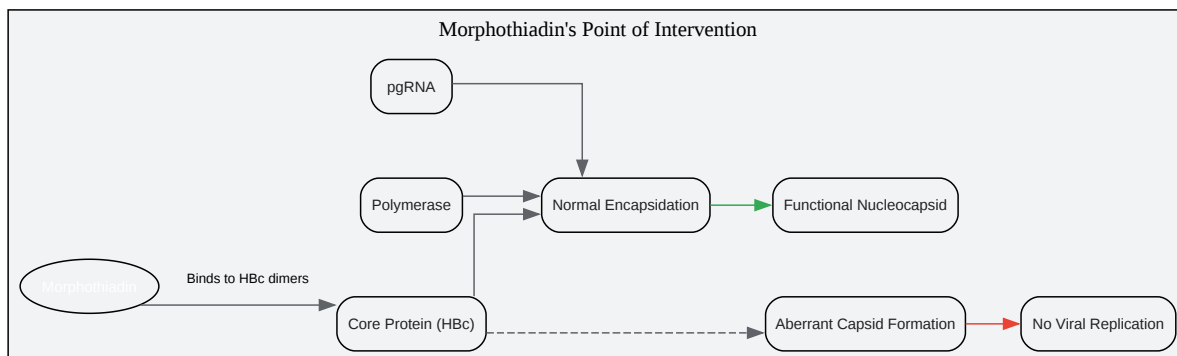 Morphothiadin's Point of Intervention
pgRNA
Polymerase
Normal Encapsidation
Functional Nucleocapsid
Morphothiadin
Binds to HBc dimers
Core Protein (HBc)
Aberrant Capsid Formation
No Viral Replication